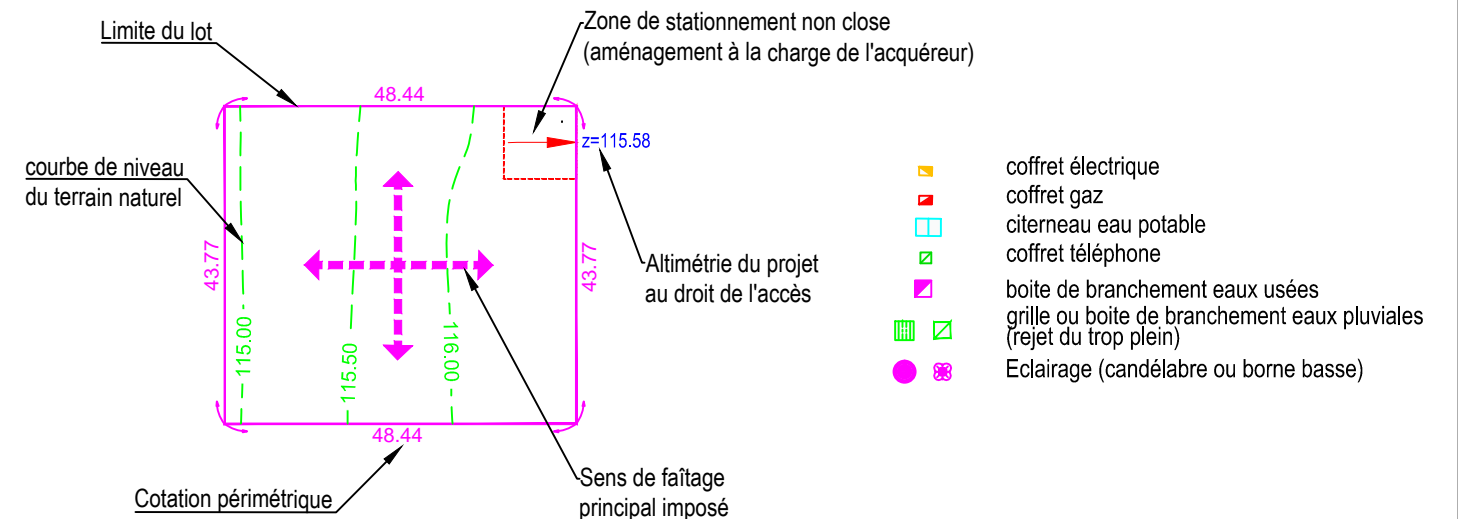 Limite du lot
Zone de stationnement non close
(aménagement à la charge de l'acquéreur)
48.44
z=115.58
courbe de niveau
du terrain naturel
43.77
43.77
Altimétrie du projet
au droit de l'accès
115.00
115.50
116.00
48.44
Cotation périmétrique
Sens de faîtage
principal imposé
coffret électrique
coffret gaz
citerneau eau potable
coffret téléphone
boite de branchement eaux usées
grille ou boite de branchement eaux pluviales
(rejet du trop plein)
Eclairage (candélabre ou borne basse)